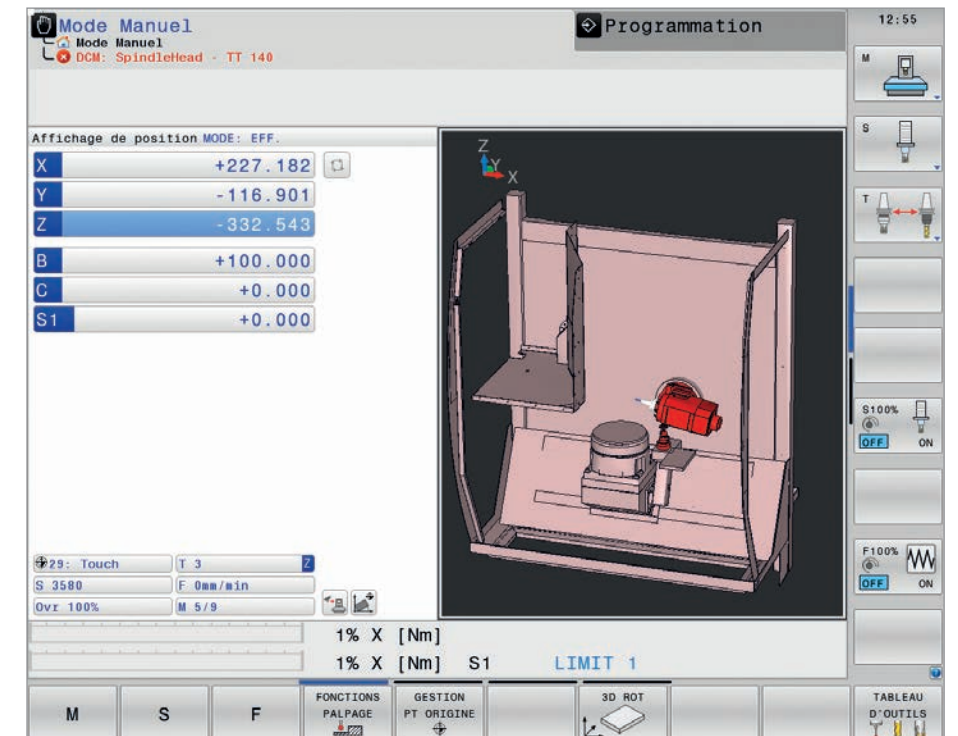 Mode Manuel
Programmation
12:55
Mode Manuel
DCM: SpindleHead - TT 140
M
S
T
Affichage de position MODE: EFF.
X +227.182
Y -116.901
Z -332.543
B +100.000
C +0.000
S1 +0.000
Z
Y
X
S100%
OFF ON
F100%
OFF ON
29: Touch T 3 Z
S 3580 F 0mm/min
Ovr 100% M 5/9
1% X [Nm]
1% X [Nm] S1 LIMIT 1
M
S
F
FONCTIONS
PALPAGE
GESTION
PT ORIGINE
3D ROT
TABLEAU
D'OUTILS